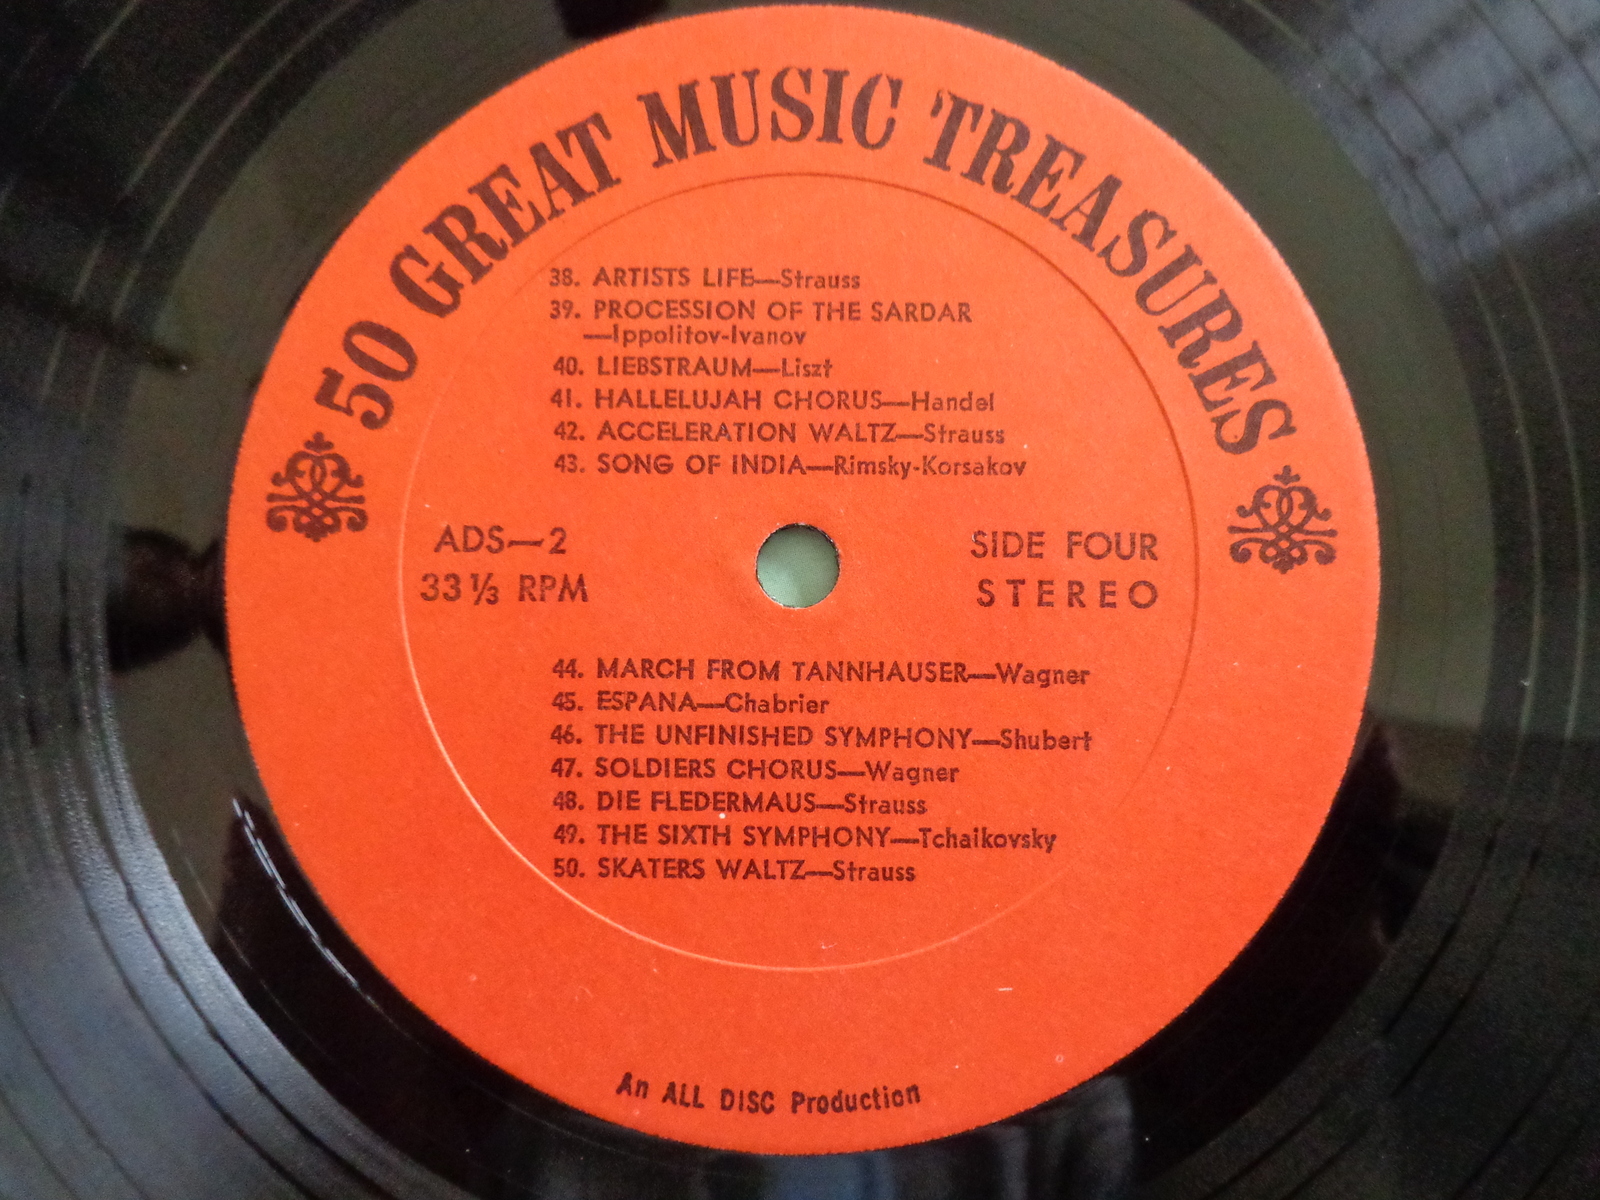 50 GREAT MUSIC TREASURES
38. ARTISTS LIFE—Strauss
39. PROCESSION OF THE SARDAR
—Ippolitov-Ivanov
40. LIEBSTRAUM—Liszt
41. HALLELUJAH CHORUS—Handel
42. ACCELERATION WALTZ—Strauss
43. SONG OF INDIA—Rimsky-Korsakov
ADS—2
33 1/3 RPM
SIDE FOUR
STEREO
44. MARCH FROM TANNHAUSER—Wagner
45. ESPANA—Chabrier
46. THE UNFINISHED SYMPHONY—Shubert
47. SOLDIERS CHORUS—Wagner
48. DIE FLEDERMAUS—Strauss
49. THE SIXTH SYMPHONY—Tchaikovsky
50. SKATERS WALTZ—Strauss
An ALL DISC Production